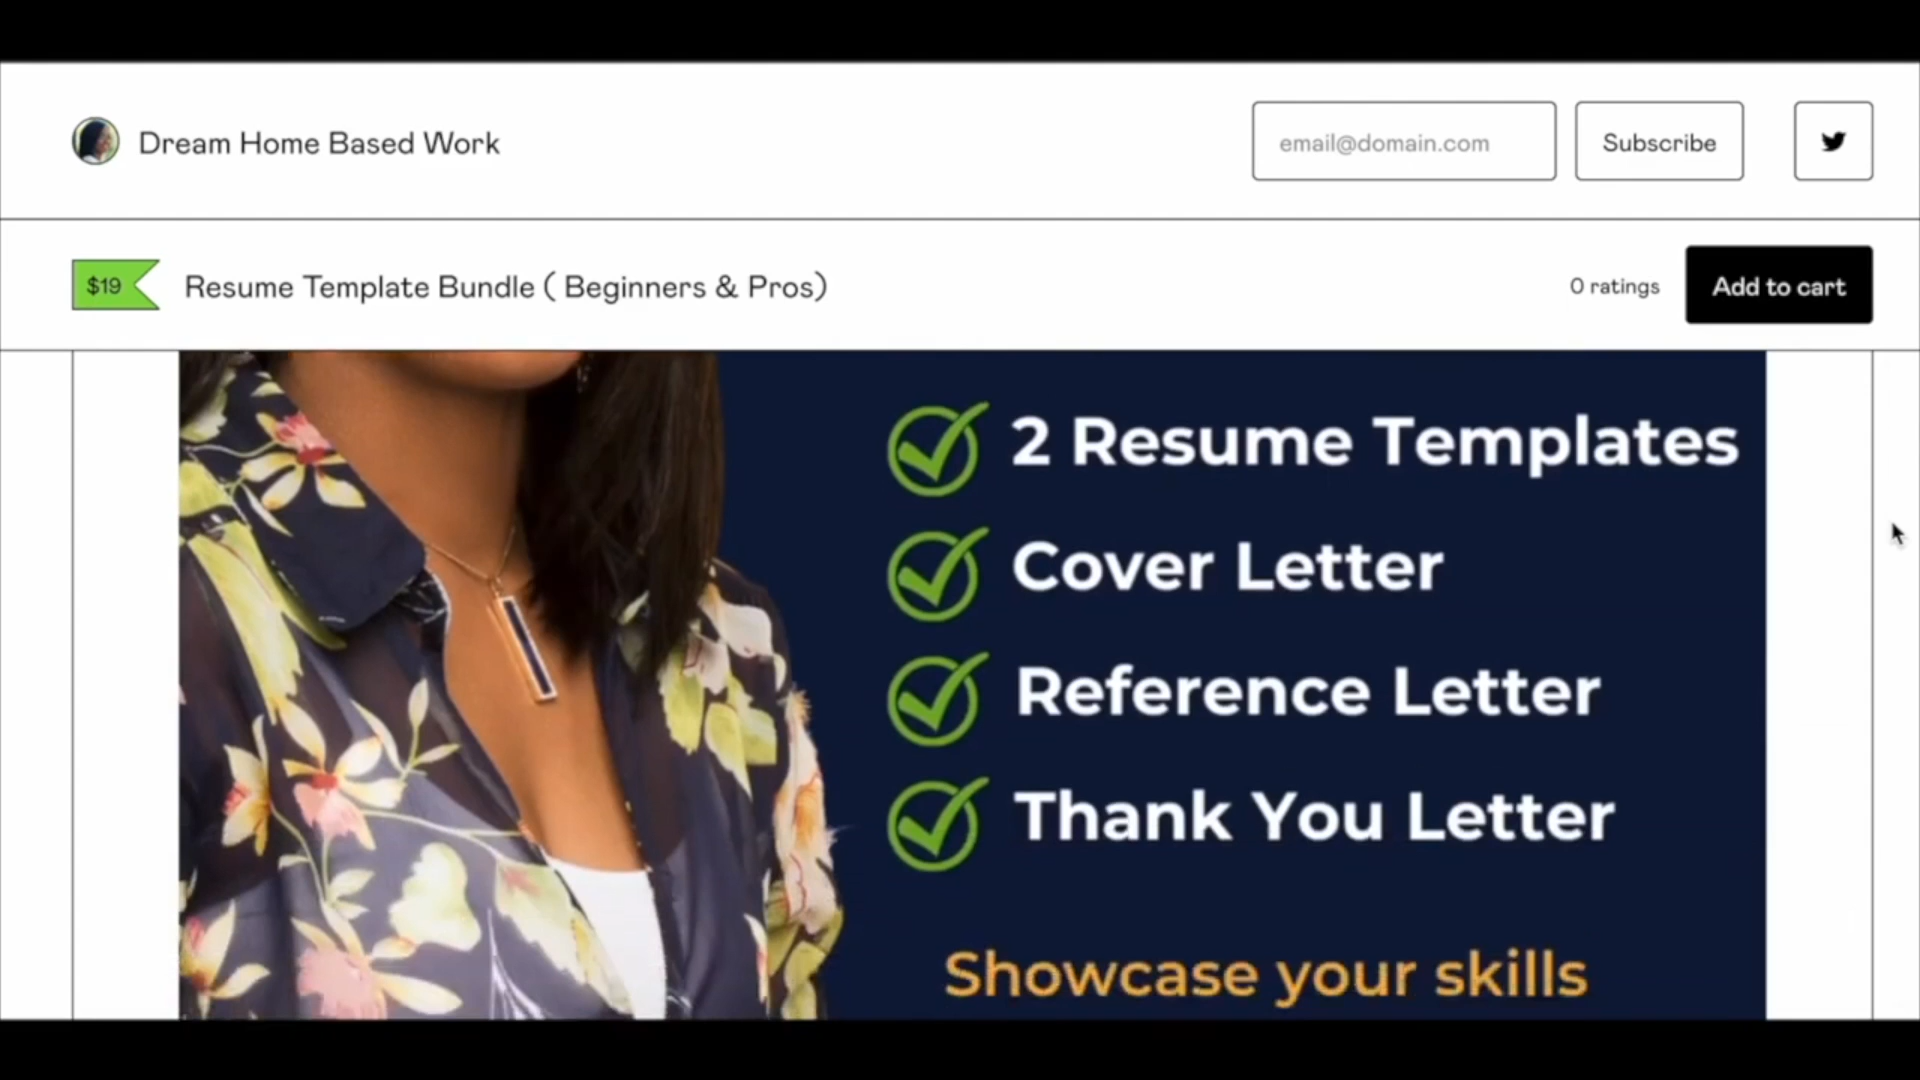 Dream Home Based Work
email@domain.com
Subscribe
$19
Resume Template Bundle ( Beginners & Pros)
0 ratings
Add to cart
2 Resume Templates
Cover Letter
Reference Letter
Thank You Letter
Showcase your skills